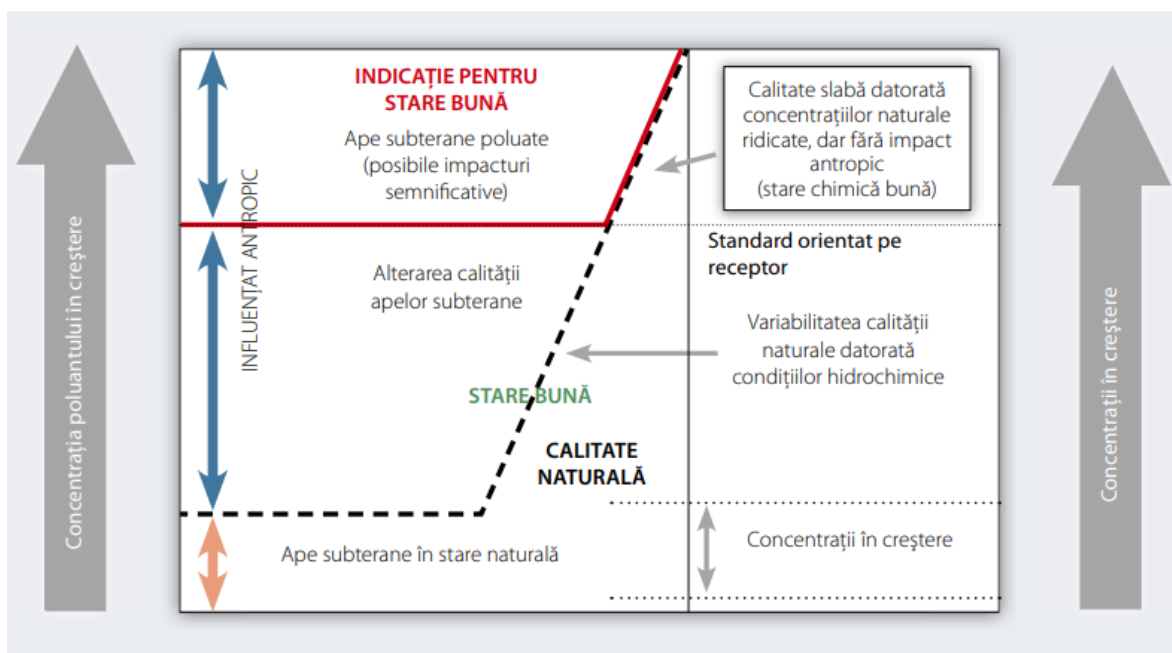 Concentrația poluantului în creștere
INFLUENȚAT ANTROPIC
INDICAȚIE PENTRU
STARE BUNĂ
Ape subterane poluate
(posibile impacturi
semnificative)
Calitate slabă datorată
concentrațiilor naturale
ridicate, dar fără impact
antropic
(stare chimică bună)
Standard orientat pe
receptor
Alterarea calității
apelor subterane
Variabilitatea calității
naturale datorată
condițiilor hidrochimice
STARE BUNĂ
CALITATE
NATURALĂ
Ape subterane în stare naturală
Concentrații în creștere
Concentrații în creștere